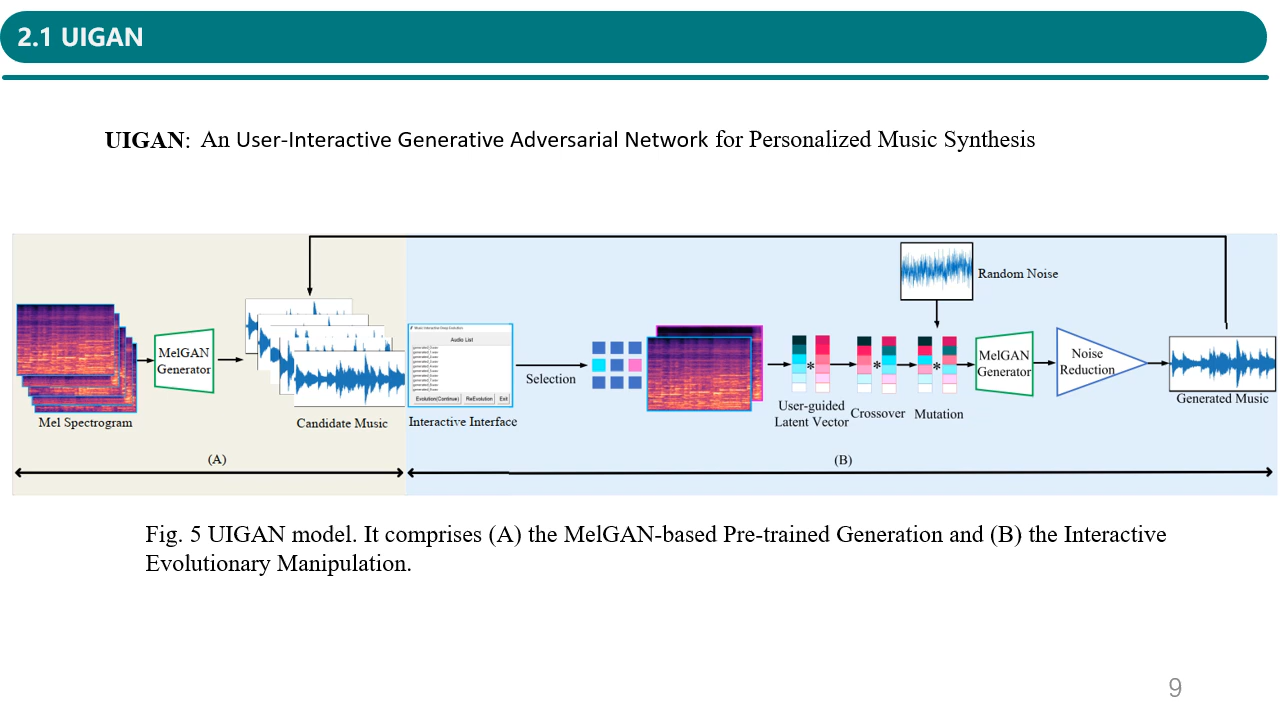 2.1 UIGAN
UIGAN: An User-Interactive Generative Adversarial Network for Personalized Music Synthesis
Random Noise
MelGAN
Generator
Audio List
Evolution(Continue) ReEvolution Exit
Selection
MelGAN
Generator
Noise
Reduction
Mel Spectrogram
Candidate Music
Interactive Interface
User-guided
Latent Vector
Crossover
Mutation
Generated Music
*
*
*
(A)
(B)
Fig. 5 UIGAN model. It comprises (A) the MelGAN-based Pre-trained Generation and (B) the Interactive
Evolutionary Manipulation.
9